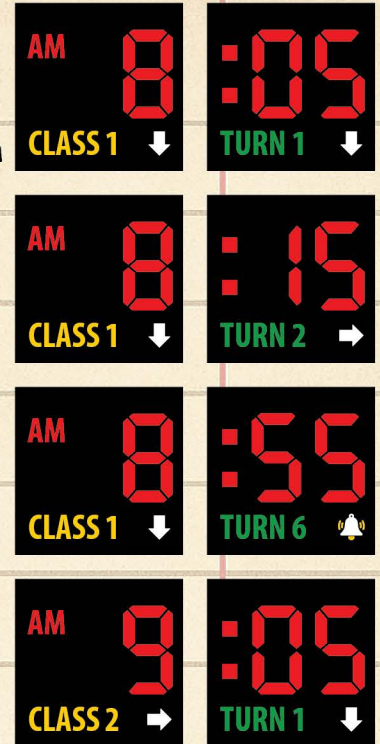 AM 8 :05
CLASS 1 TURN 1
AM 8 :15
CLASS 1 TURN 2
AM 8 :55
CLASS 1 TURN 6
AM 9 :05
CLASS 2 TURN 1